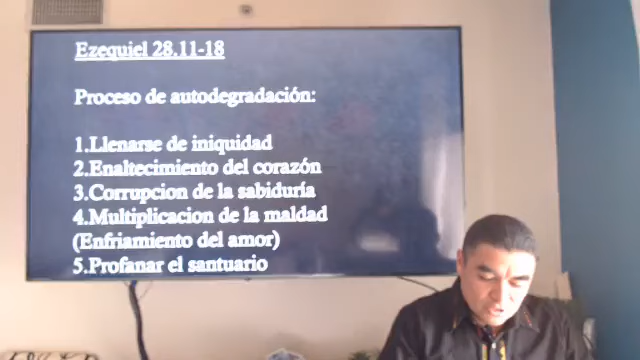 Ezequiel 28.11-18
Proceso de autodegradación:
1.Llenarse de iniquidad
2.Enaltecimiento del corazón
3.Corrupcion de la sabiduría
4.Multiplicacion de la maldad
(Enfriamiento del amor)
5.Profanar el santuario